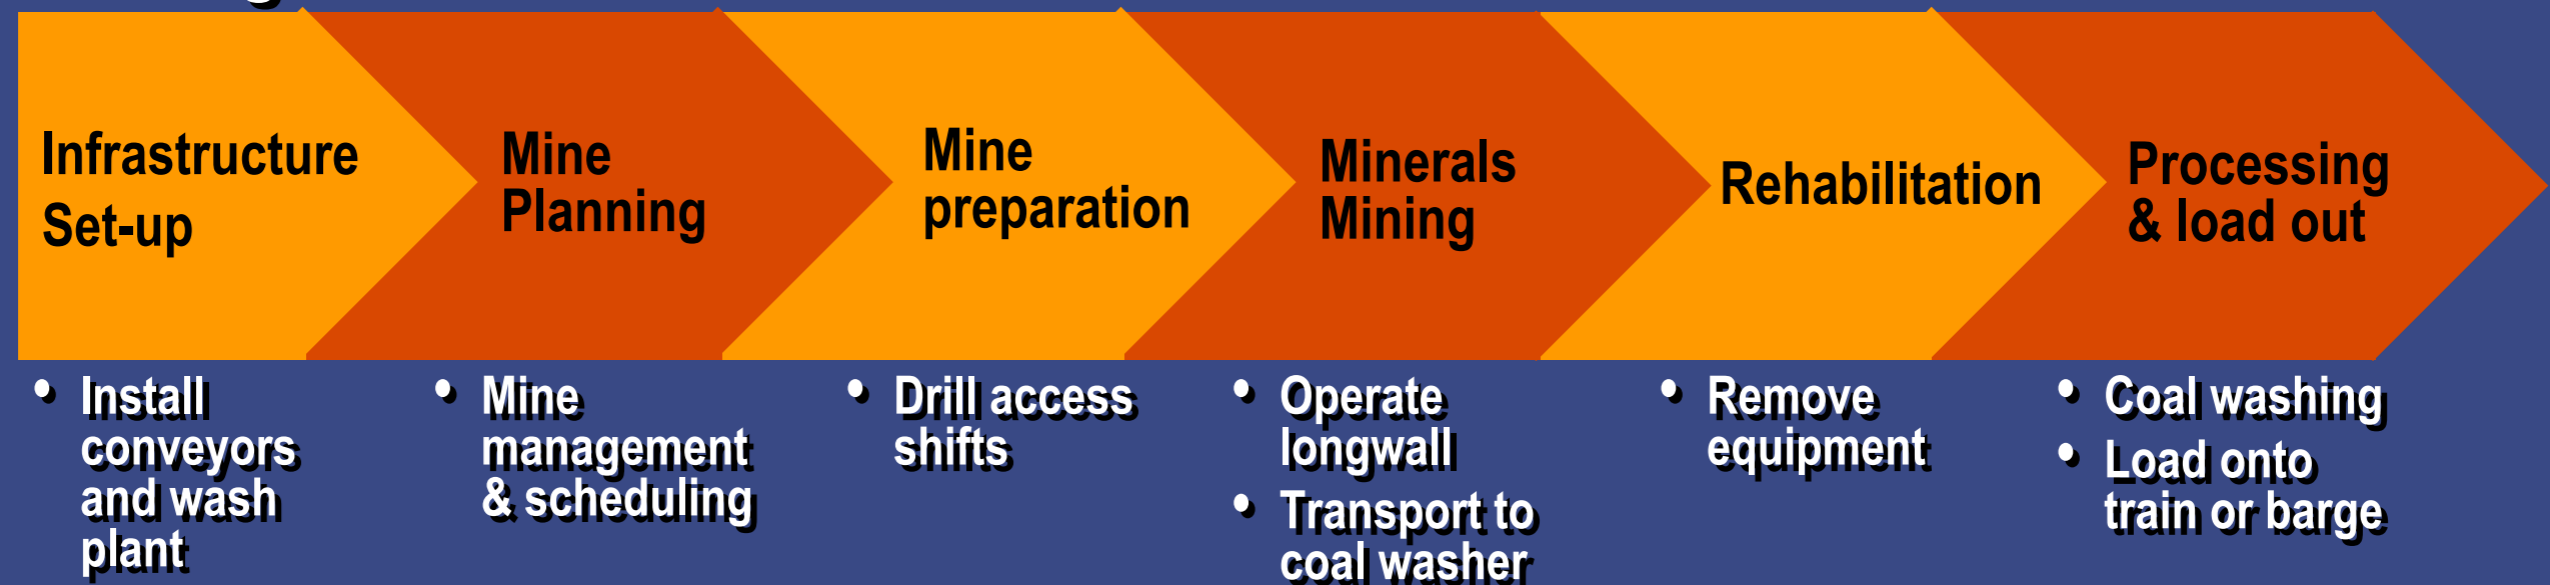 Infrastructure
Set-up
Mine
Planning
Mine
preparation
Minerals
Mining
Rehabilitation
Processing
& load out
• Install
conveyors
and wash
plant
• Mine
management
& scheduling
• Drill access
shifts
• Operate
longwall
• Transport to
coal washer
• Remove
equipment
• Coal washing
• Load onto
train or barge